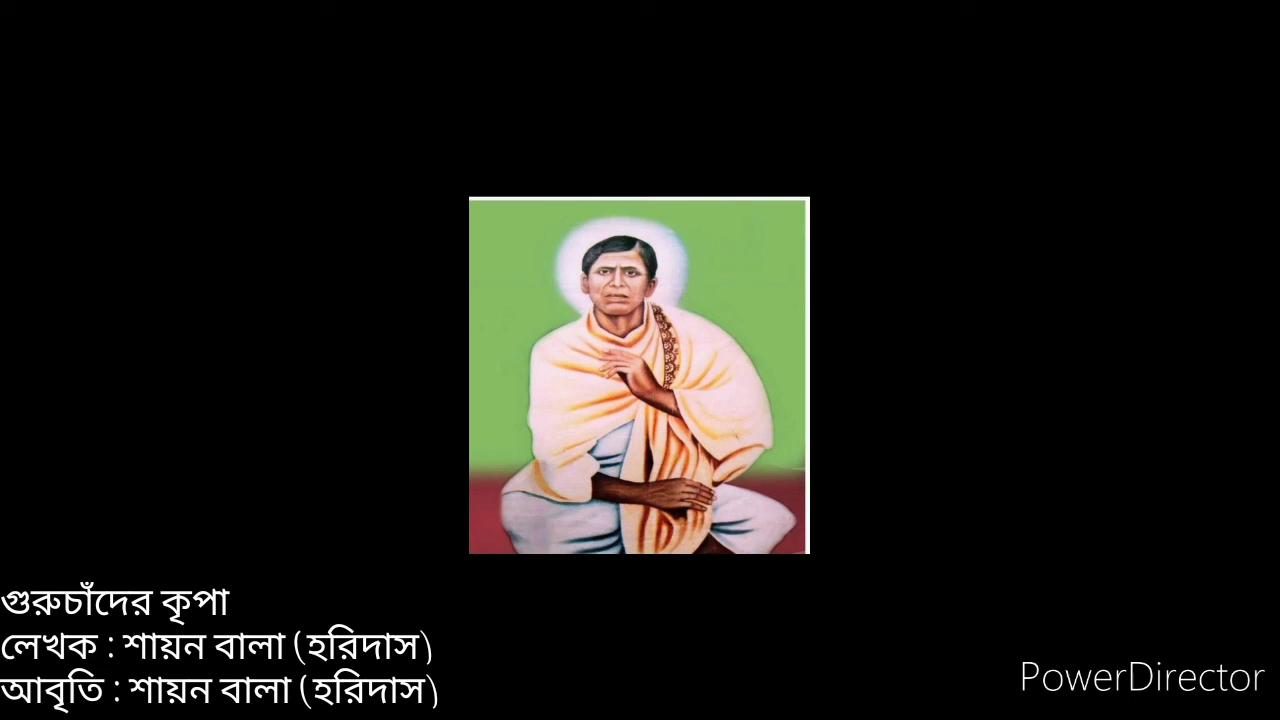 গুরুচাঁদের কৃপা
লেখক : শায়ন বালা (হরিদাস)
আবৃতি : শায়ন বালা (হরিদাস)
PowerDirector